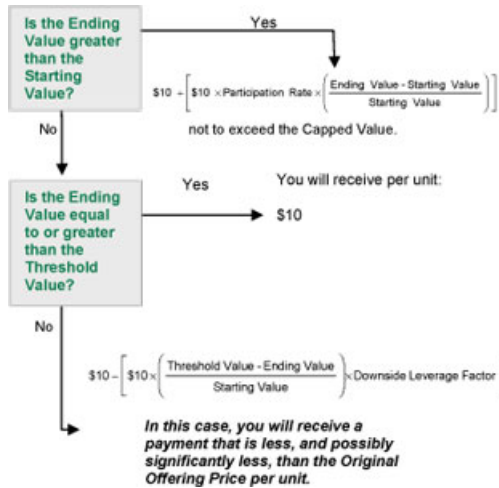 Is the Ending
Value greater
than the
Starting
Value?
Yes
$10 + [$10 ×Participation Rate×(Ending Value - Starting Value
Starting Value)]
not to exceed the Capped Value.
No
Is the Ending
Value equal
to or greater
than the
Threshold
Value?
Yes
You will receive per unit:
$10
No
$10 – [$10×(Threshold Value - Ending Value
Starting Value)×Downside Leverage Factor
In this case, you will receive a
payment that is less, and possibly
significantly less, than the Original
Offering Price per unit.